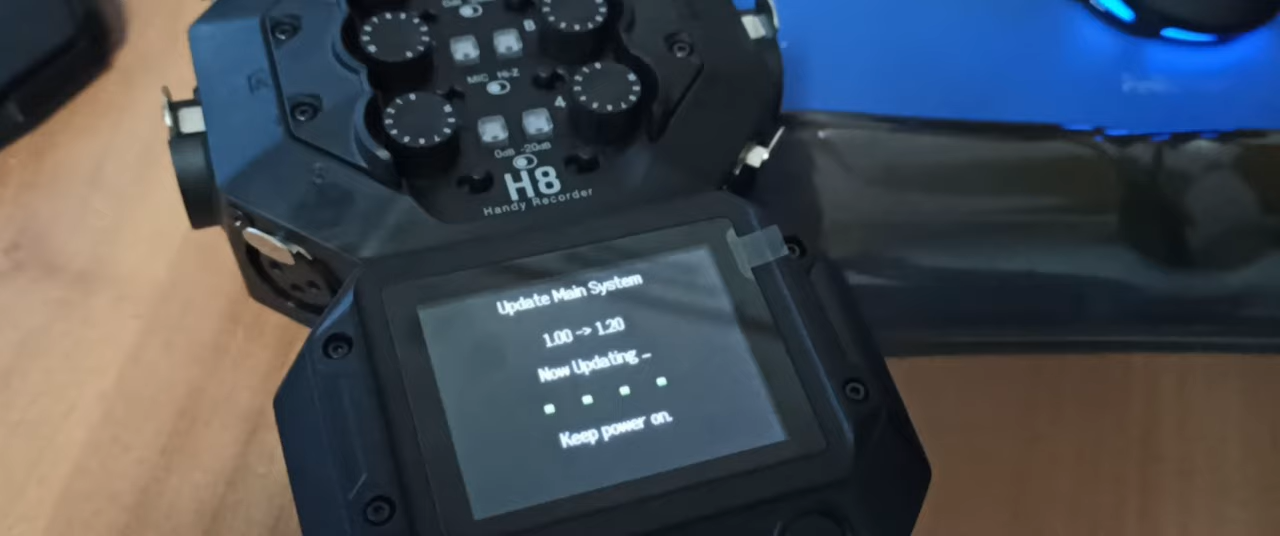 B
MIC Hi-Z
4
0dB -20dB
H8
Handy Recorder
Update Main System
1.00 -> 1.20
Now Updating ...
Keep power on.